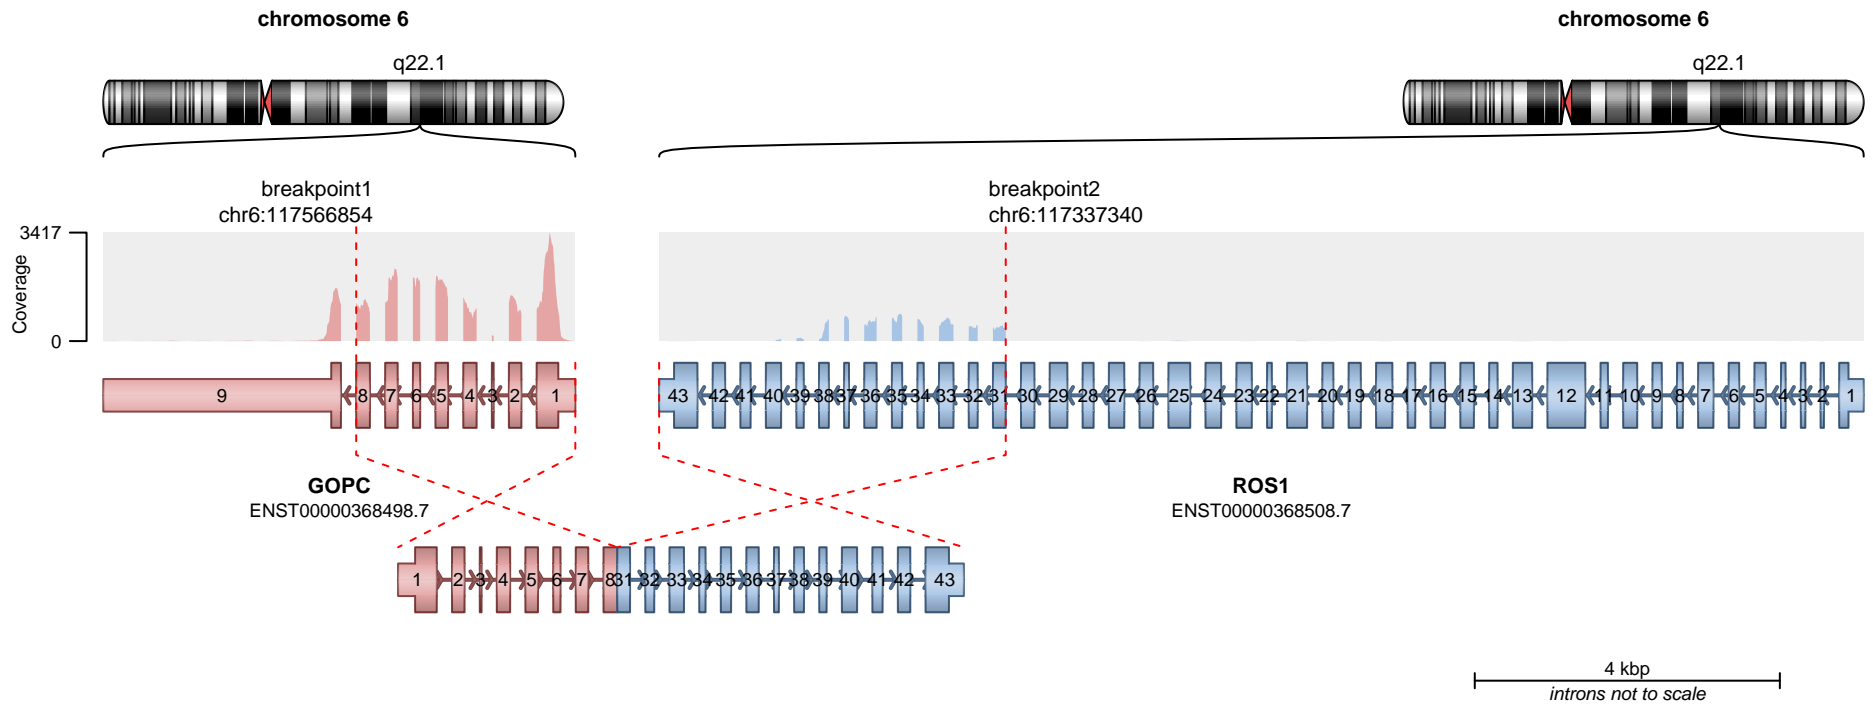 chromosome 6
chromosome 6
q22.1
q22.1
breakpoint1
chr6:117566854
breakpoint2
chr6:117337340
3417
Coverage
0
9 8 7 6 5 4 3 2 1
43 42 41 40 39 38 37 36 35 34 33 32 31 30 29 28 27 26 25 24 23 22 21 20 19 18 17 16 15 14 13 12 11 10 9 8 7 6 5 4 3 2 1
GOPC
ENST00000368498.7
ROS1
ENST00000368508.7
1 2 3 4 5 6 7 8 31 32 33 34 35 36 37 38 39 40 41 42 43
4 kbp
introns not to scale